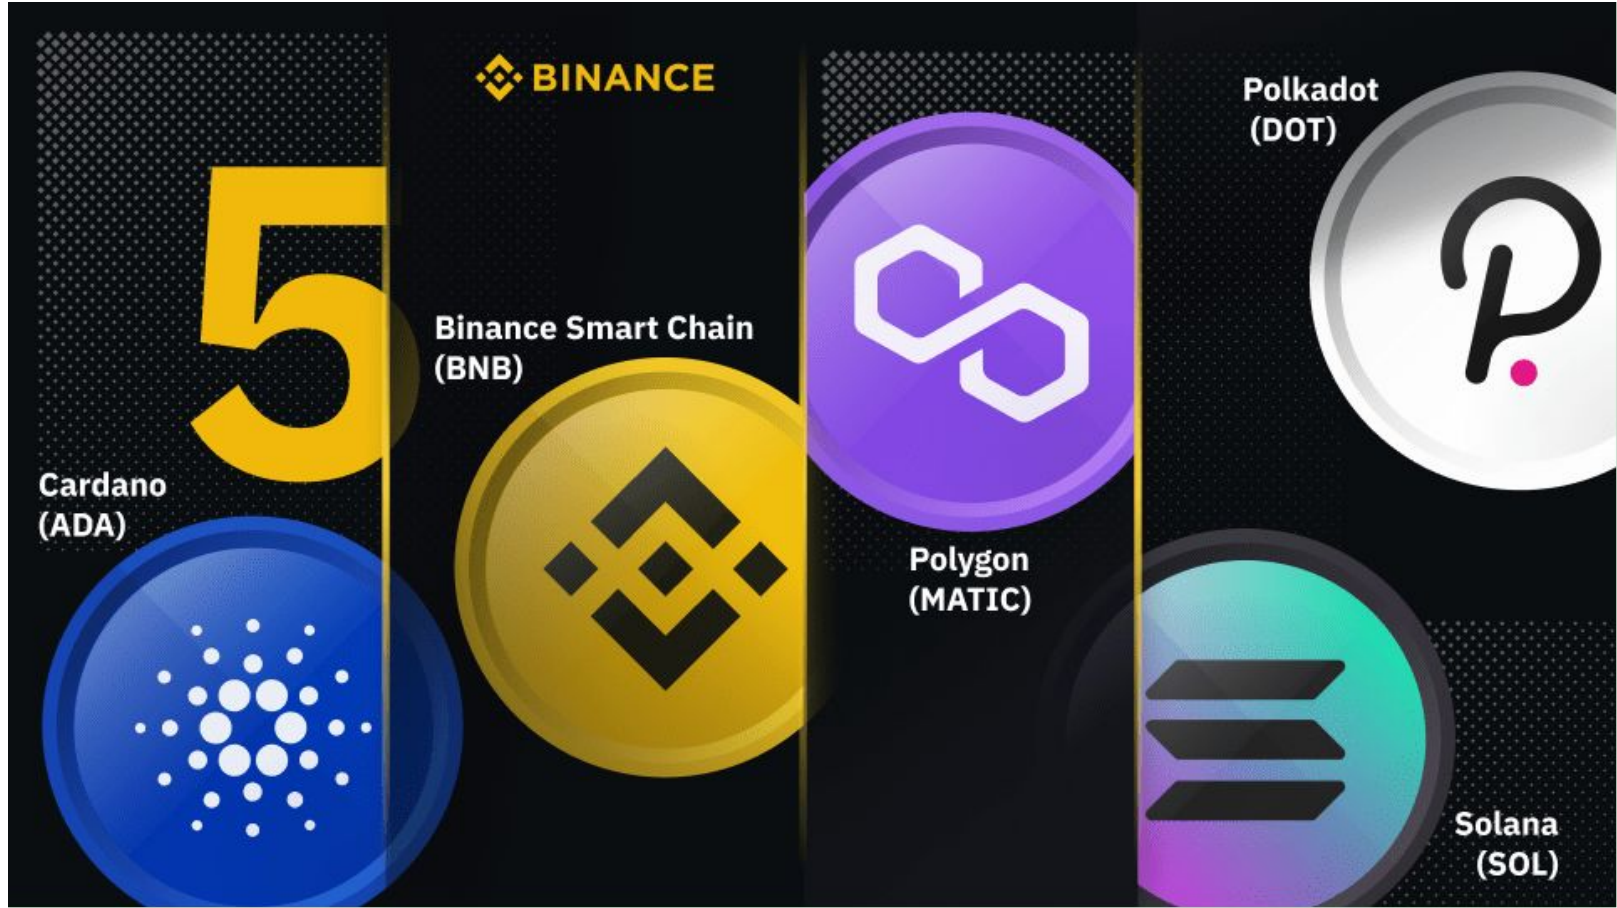 BINANCE
5
Cardano
(ADA)
Binance Smart Chain
(BNB)
Polygon
(MATIC)
Polkadot
(DOT)
Solana
(SOL)